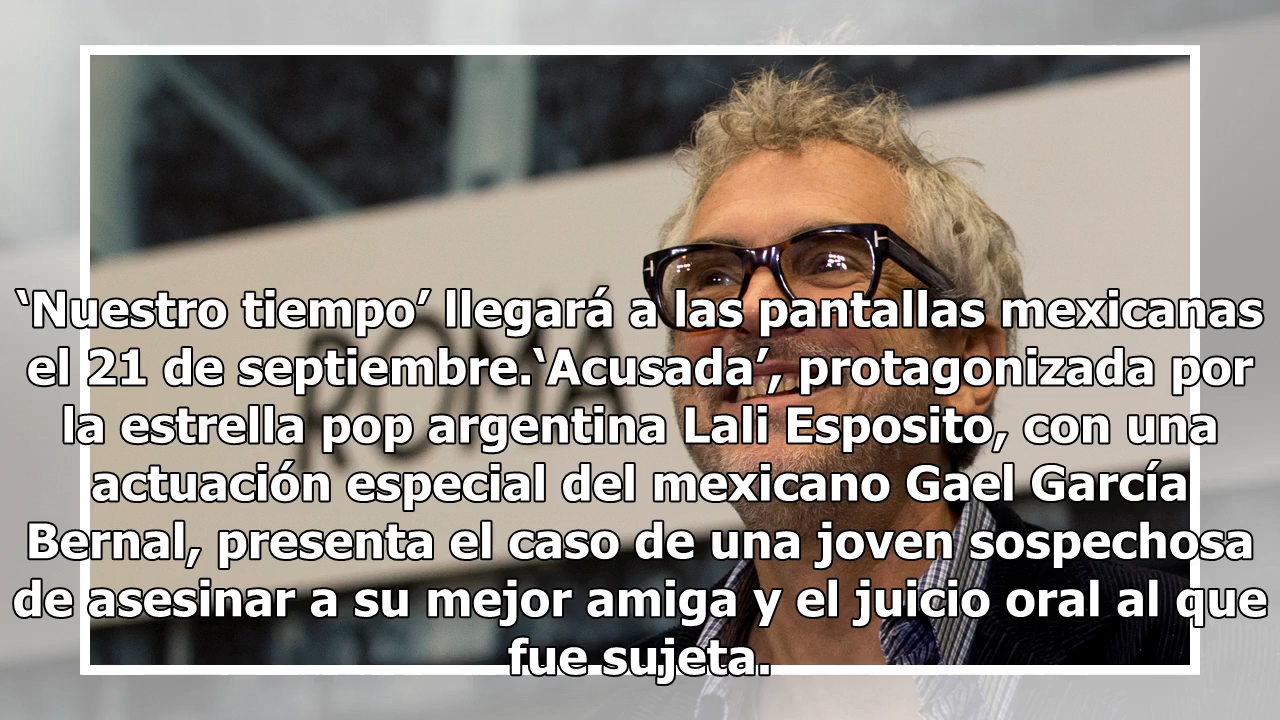 ROMA
‘Nuestro tiempo’ llegará a las pantallas mexicanas
el 21 de septiembre.‘Acusada’, protagonizada por
la estrella pop argentina Lali Esposito, con una
actuación especial del mexicano Gael García
Bernal, presenta el caso de una joven sospechosa
de asesinar a su mejor amiga y el juicio oral al que
fue sujeta.